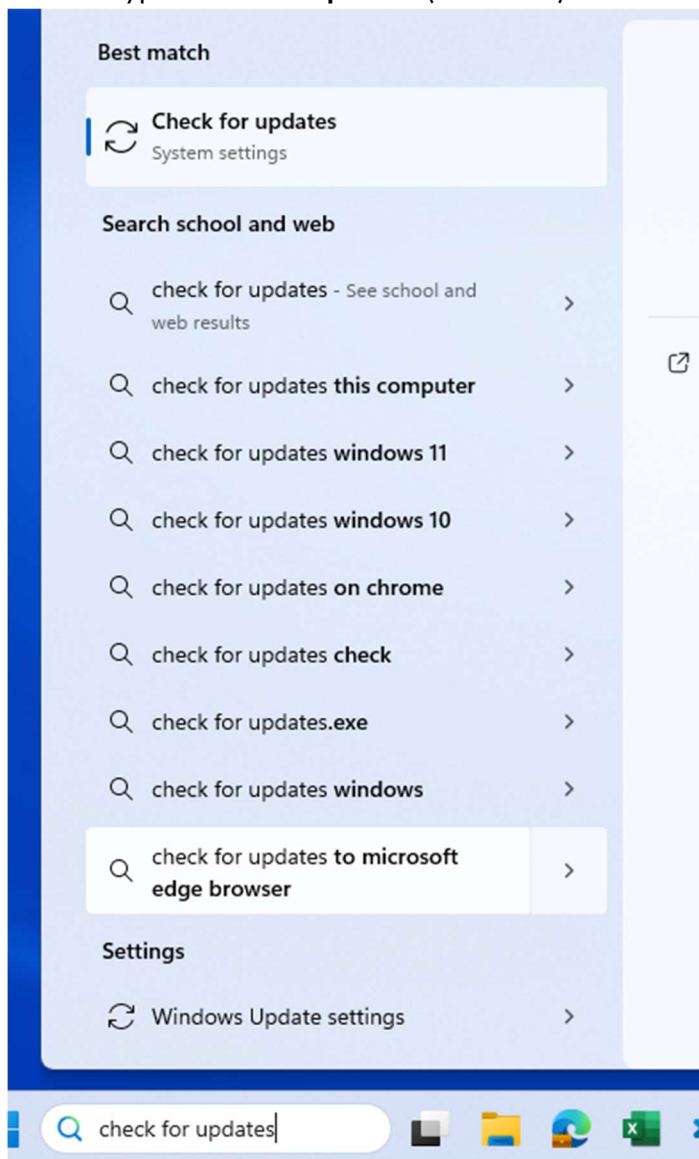 Best match
Check for updates
System settings
Search school and web
check for updates - See school and
web results
check for updates this computer
check for updates windows 11
check for updates windows 10
check for updates on chrome
check for updates check
check for updates.exe
check for updates windows
check for updates to microsoft
edge browser
Settings
Windows Update settings
check for updates